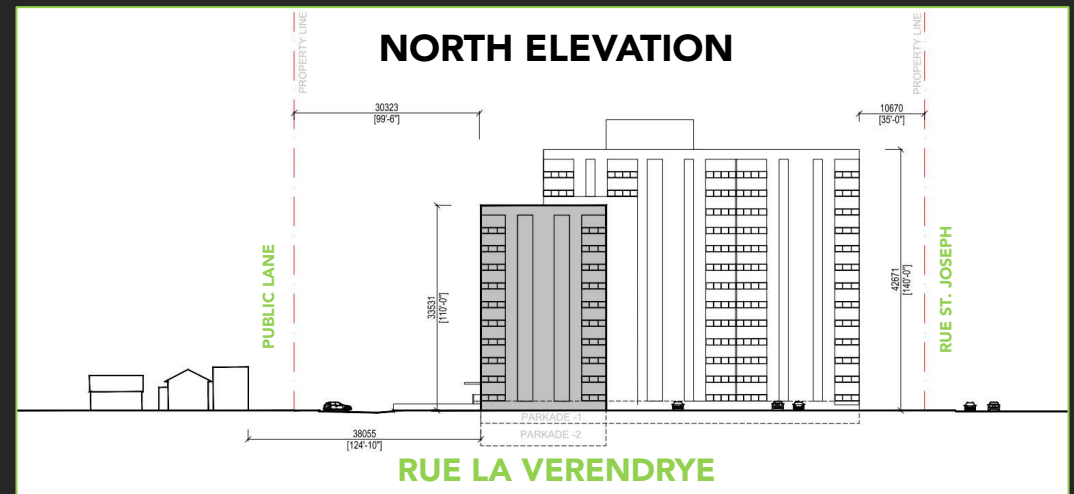 PROPERTY LINE
NORTH ELEVATION
PROPERTY LINE
30323
[99'-6"]
10670
[35'-0"]
PUBLIC LANE
33531
[110'-0"]
42671
[140'-0"]
RUE ST. JOSEPH
PARKADE -1
PARKADE -2
38055
[124'-10"]
RUE LA VERENDRYE